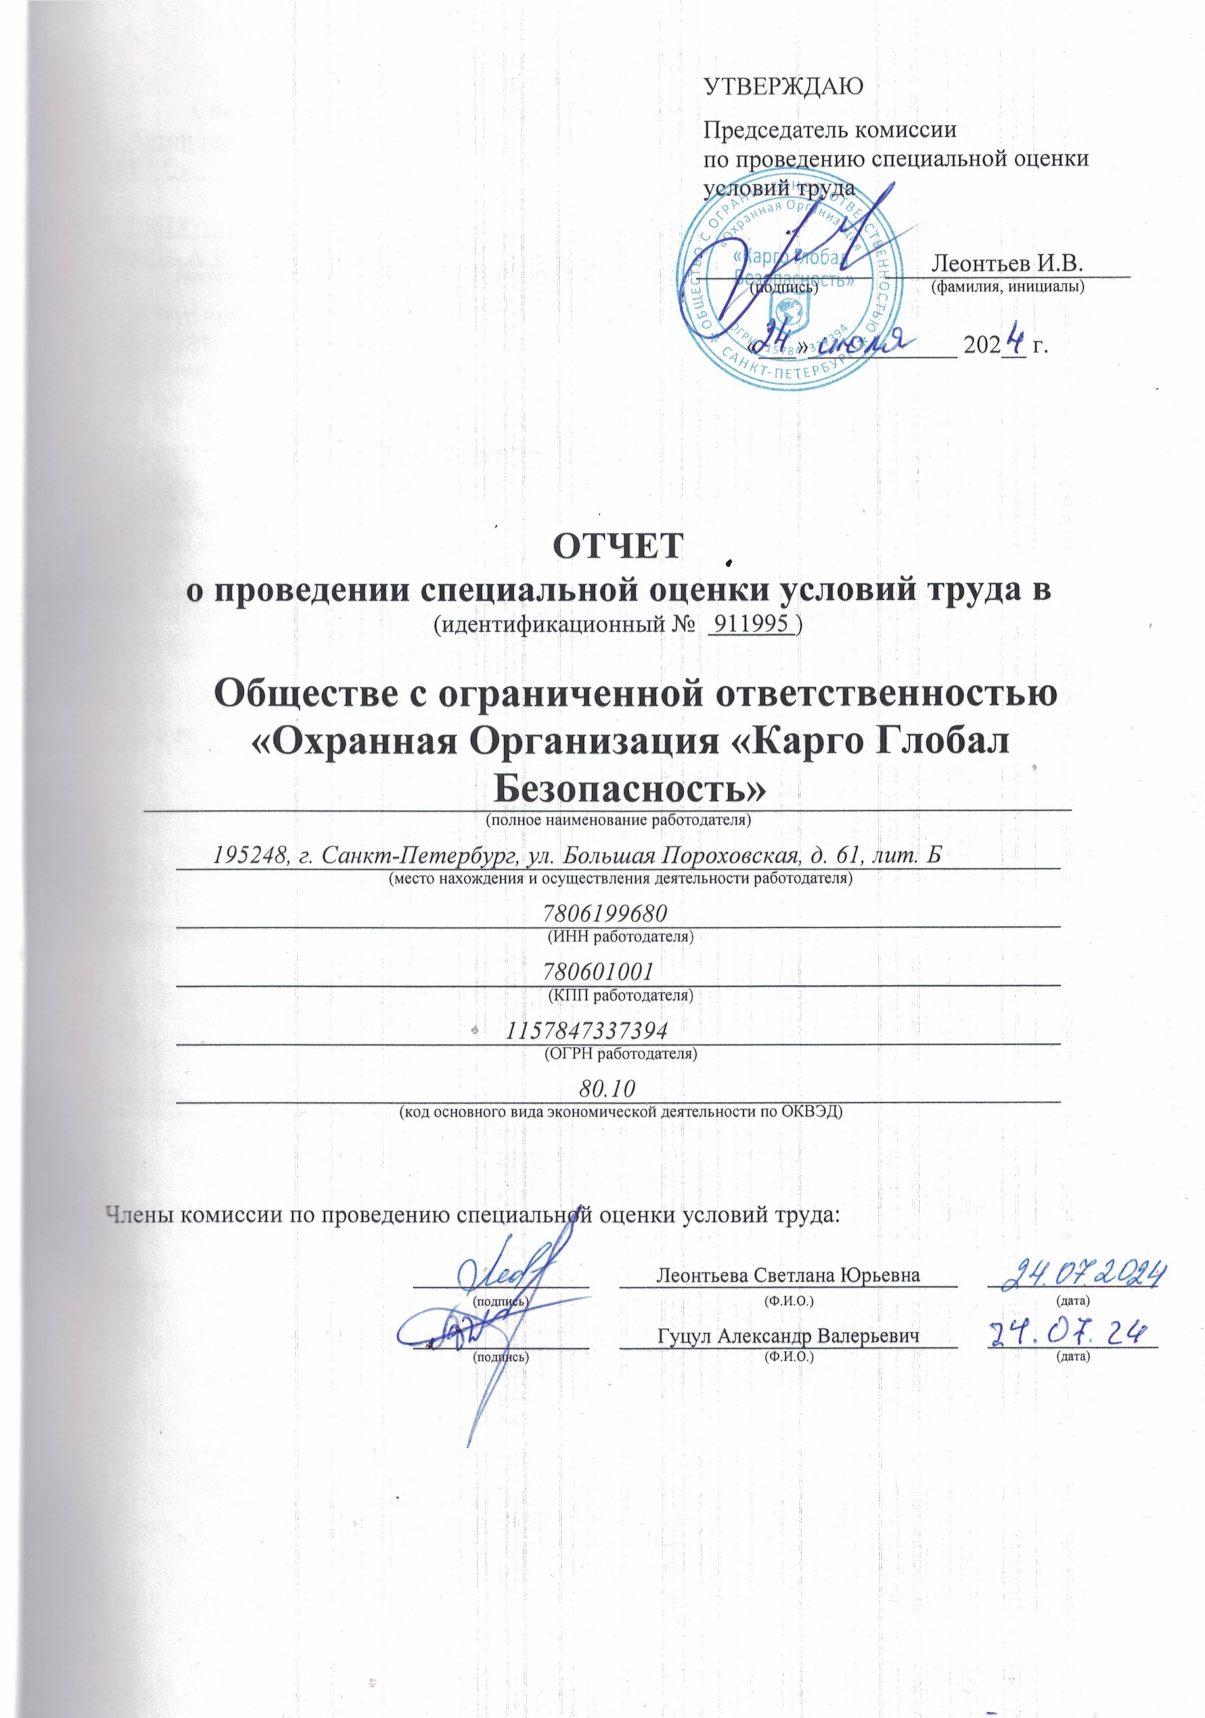 УТВЕРЖДАЮ
Председатель комиссии
по проведению специальной оценки
условий труда
ОБЩЕСТВО С ОГРАНИЧЕННОЙ ОТВЕТСТВЕННОСТЬЮ
«Охранная Организация
«Карго Глобал
Безопасность»
САНКТ-ПЕТЕРБУРГ
Леонтьев И.В.
(подпись) (фамилия, инициалы)
«24» июля 2024 г.
ОТЧЕТ
о проведении специальной оценки условий труда в
(идентификационный № 911995 )
Обществе с ограниченной ответственностью
«Охранная Организация «Карго Глобал
Безопасность»
(полное наименование работодателя)
195248, г. Санкт-Петербург, ул. Большая Пороховская, д. 61, лит. Б
(место нахождения и осуществления деятельности работодателя)
7806199680
(ИНН работодателя)
780601001
(КПП работодателя)
1157847337394
(ОГРН работодателя)
80.10
(код основного вида экономической деятельности по ОКВЭД)
Члены комиссии по проведению специальной оценки условий труда:
Леонтьева Светлана Юрьевна 24.07.2024
(подпись) (Ф.И.О.) (дата)
Гуцул Александр Валерьевич 24.07.24
(подпись) (Ф.И.О.) (дата)